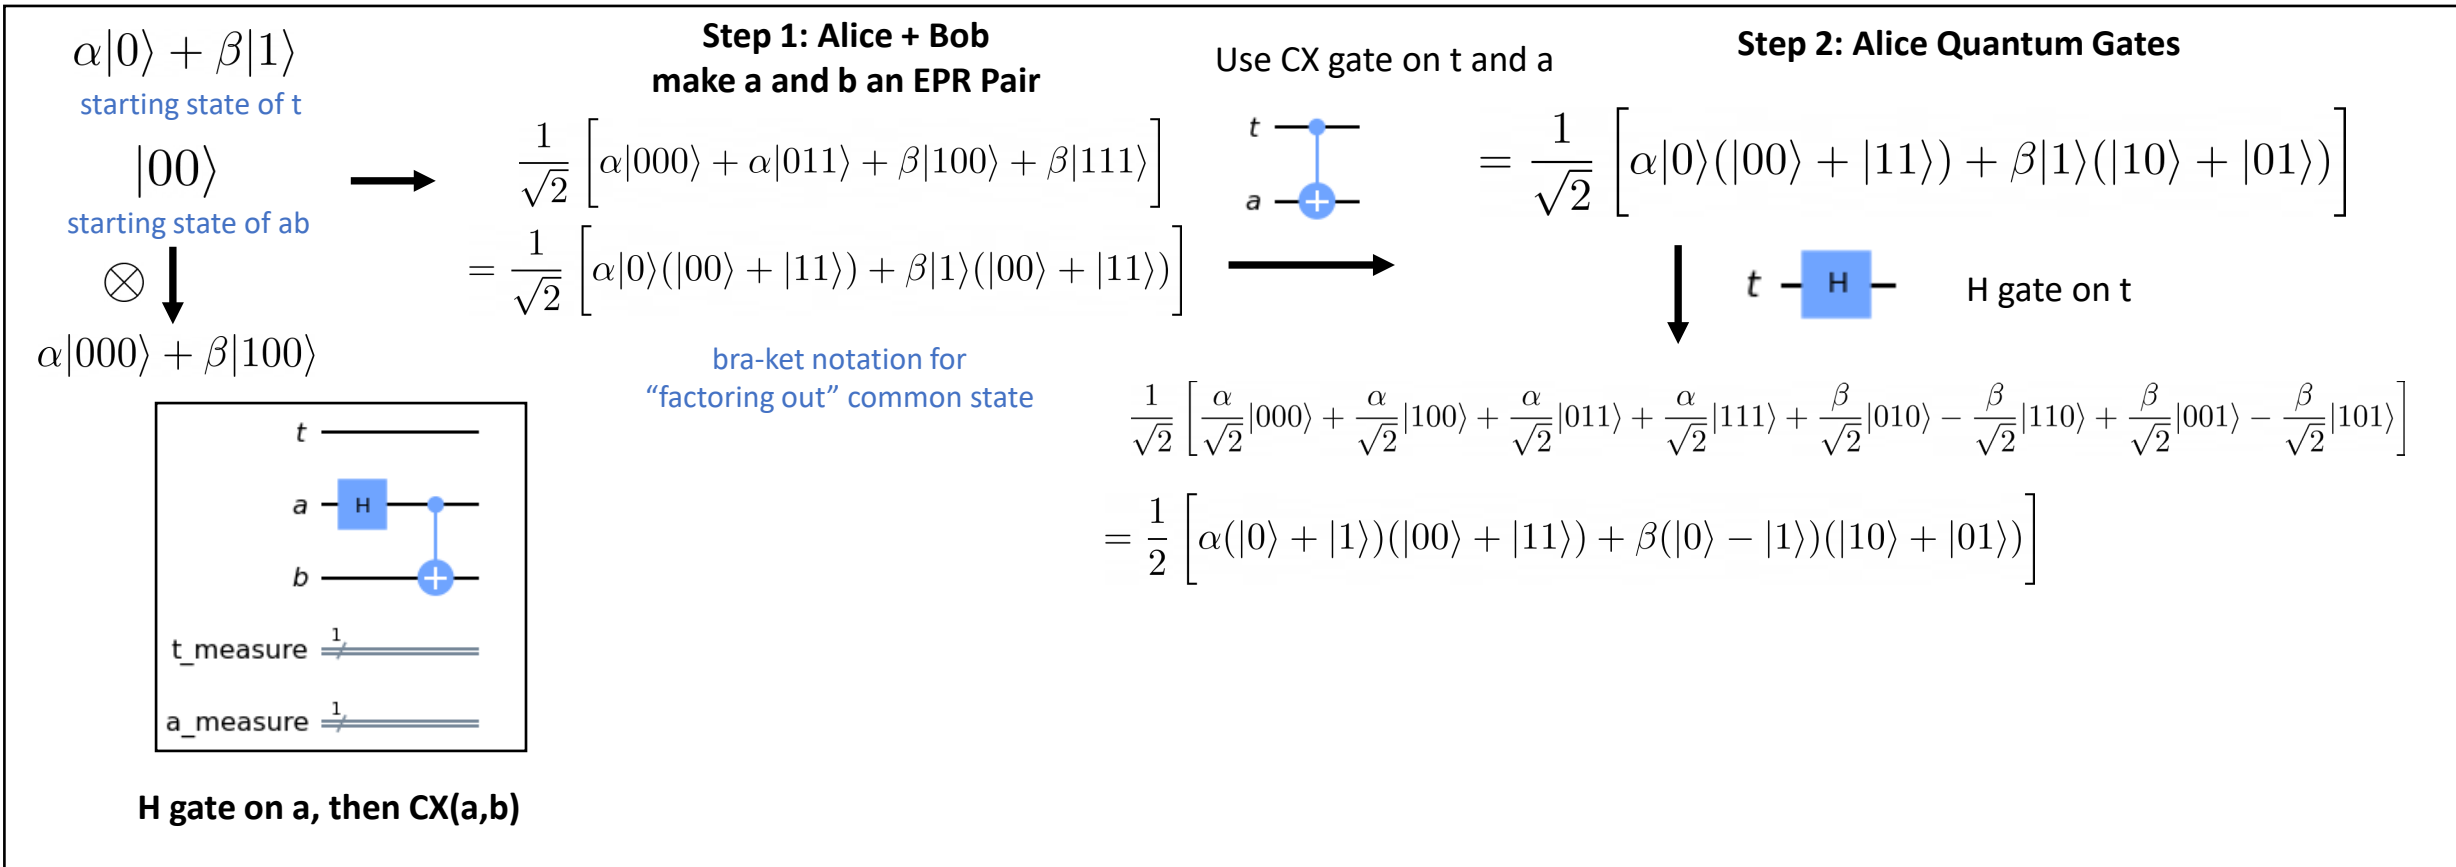 α|0⟩ + β|1⟩
starting state of t
|00⟩
starting state of ab
⊗
α|000⟩ + β|100⟩
t
a H
b
t_measure 1
a_measure 1
H gate on a, then CX(a,b)
Step 1: Alice + Bob
make a and b an EPR Pair
1/√2 [α|000⟩ + α|011⟩ + β|100⟩ + β|111⟩]
= 1/√2 [α|0⟩(|00⟩ + |11⟩) + β|1⟩(|00⟩ + |11⟩)]
bra-ket notation for
“factoring out” common state
Use CX gate on t and a
t
a
Step 2: Alice Quantum Gates
= 1/√2 [α|0⟩(|00⟩ + |11⟩) + β|1⟩(|10⟩ + |01⟩)]
t H H gate on t
1/√2 [α/√2|000⟩ + α/√2|100⟩ + α/√2|011⟩ + α/√2|111⟩ + β/√2|010⟩ − β/√2|110⟩ + β/√2|001⟩ − β/√2|101⟩]
= 1/2 [α(|0⟩ + |1⟩)(|00⟩ + |11⟩) + β(|0⟩ − |1⟩)(|10⟩ + |01⟩)]